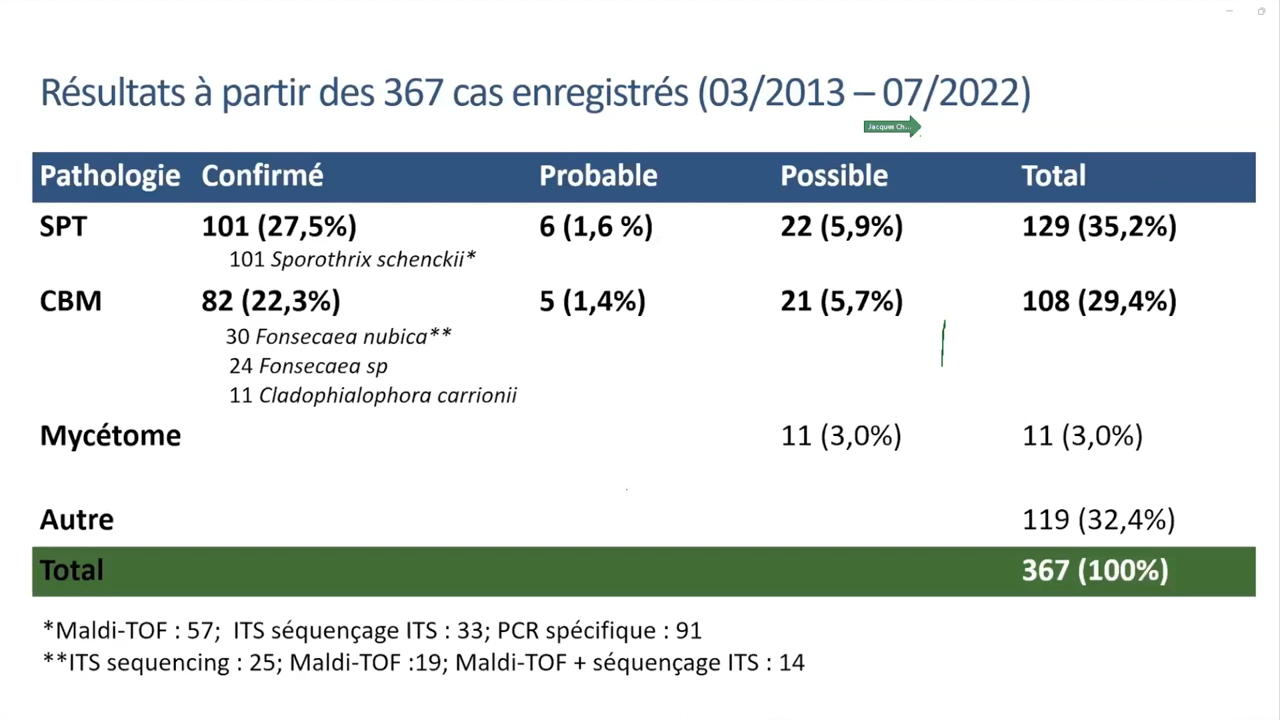 Résultats à partir des 367 cas enregistrés (03/2013 – 07/2022)
Jacques Ch...
Pathologie Confirmé Probable Possible Total
SPT 101 (27,5%) 6 (1,6 %) 22 (5,9%) 129 (35,2%)
101 Sporothrix schenckii*
CBM 82 (22,3%) 5 (1,4%) 21 (5,7%) 108 (29,4%)
30 Fonsecaea nubica**
24 Fonsecaea sp
11 Cladophialophora carrionii
Mycétome 11 (3,0%) 11 (3,0%)
Autre 119 (32,4%)
Total 367 (100%)
*Maldi-TOF : 57; ITS séquençage ITS : 33; PCR spécifique : 91
**ITS sequencing : 25; Maldi-TOF :19; Maldi-TOF + séquençage ITS : 14